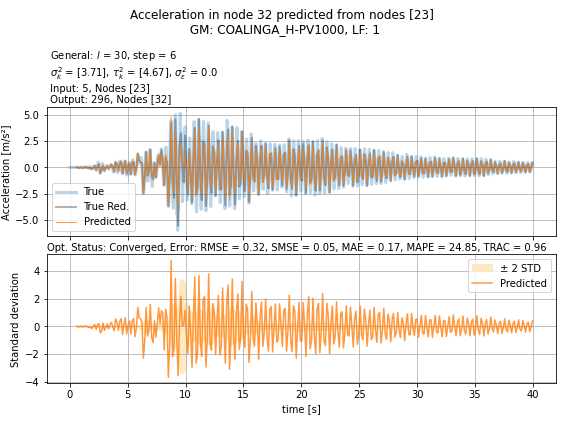 Acceleration in node 32 predicted from nodes [23]
GM: COALINGA_H-PV1000, LF: 1
General: l = 30, step = 6
σ²ₖ = [3.71], τ²ₖ = [4.67], σ²ᵣ = 0.0
Input: 5, Nodes [23]
Output: 296, Nodes [32]
5.0
2.5
0.0
−2.5
−5.0
Acceleration [m/s²]
True
True Red.
Predicted
Opt. Status: Converged, Error: RMSE = 0.32, SMSE = 0.05, MAE = 0.17, MAPE = 24.85, TRAC = 0.96
4
2
0
−2
−4
Standard deviation
± 2 STD
Predicted
0 5 10 15 20 25 30 35 40
time [s]